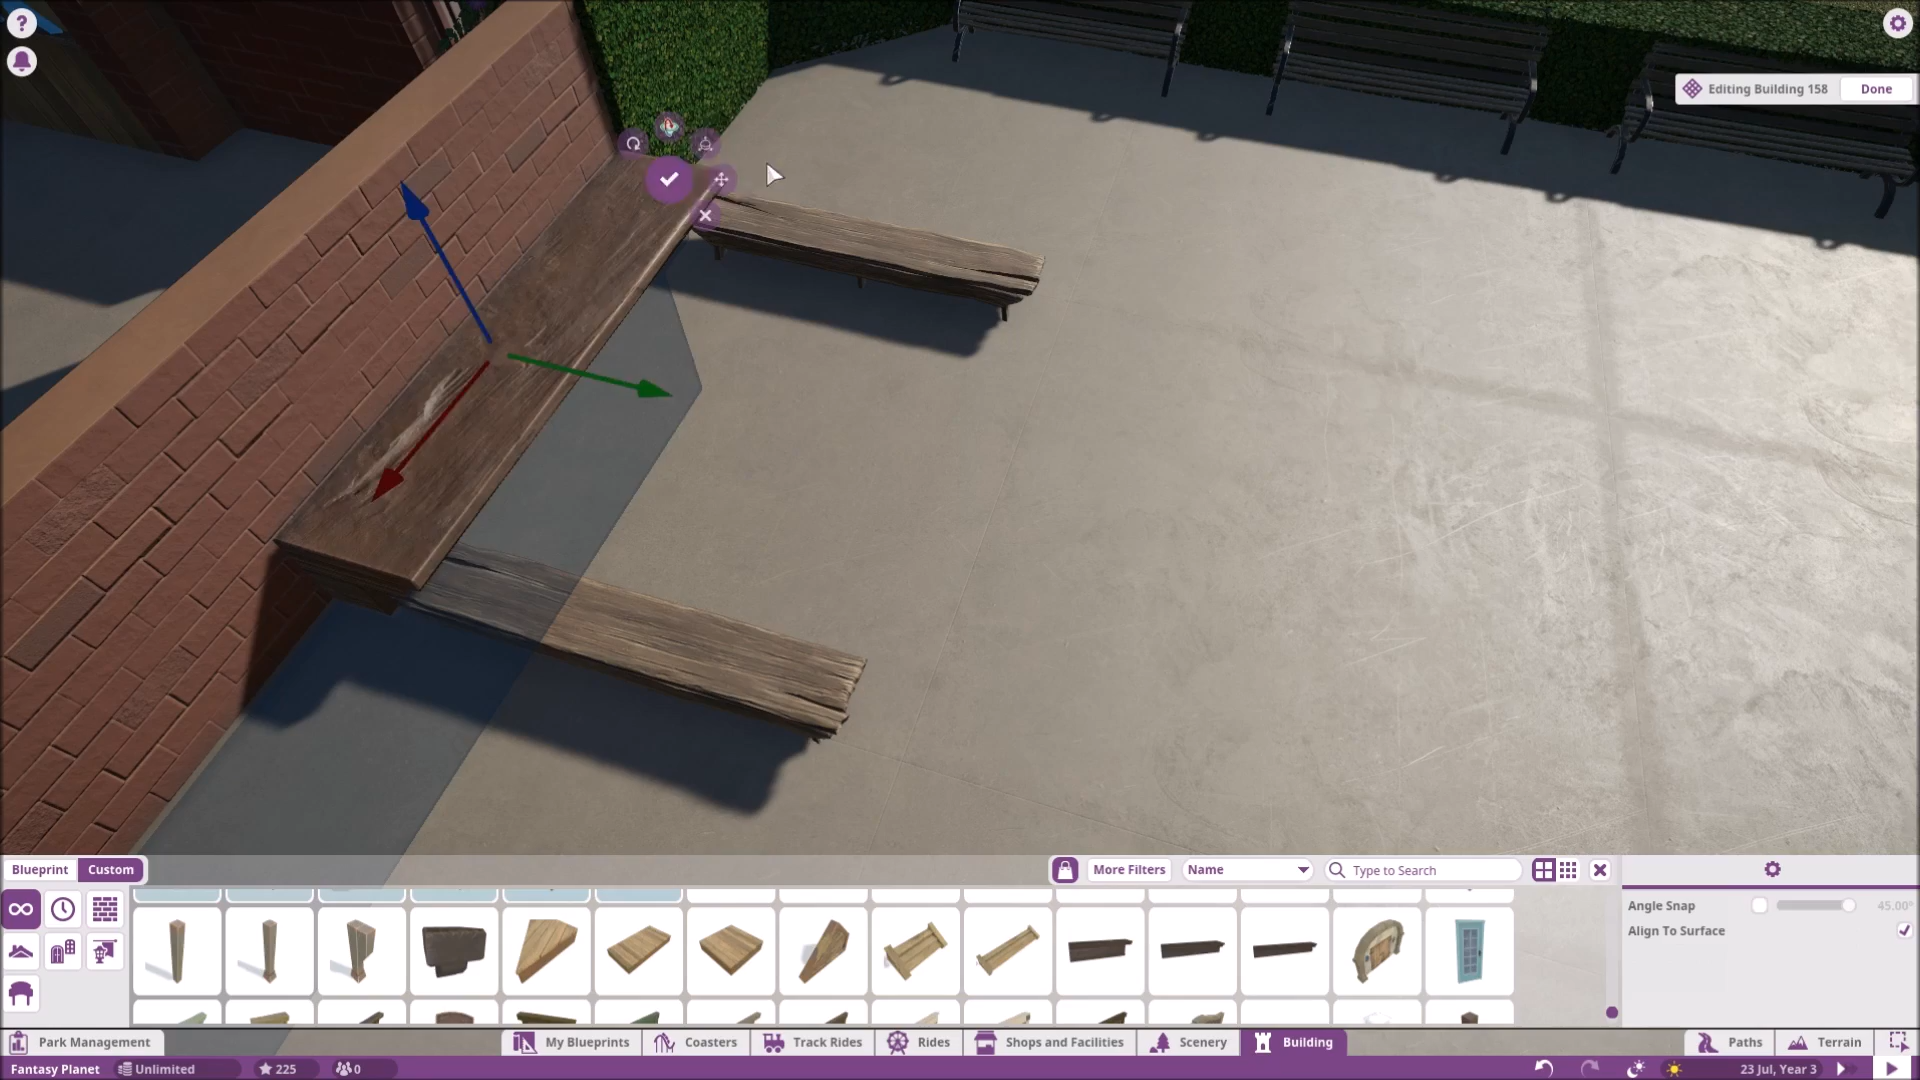 ?
Editing Building 158 Done
Blueprint Custom
More Filters Name Type to Search
Angle Snap 45.00°
Align To Surface
Park Management My Blueprints Coasters Track Rides Rides Shops and Facilities Scenery Building Paths Terrain
Fantasy Planet Unlimited 225 0 23 Jul, Year 3